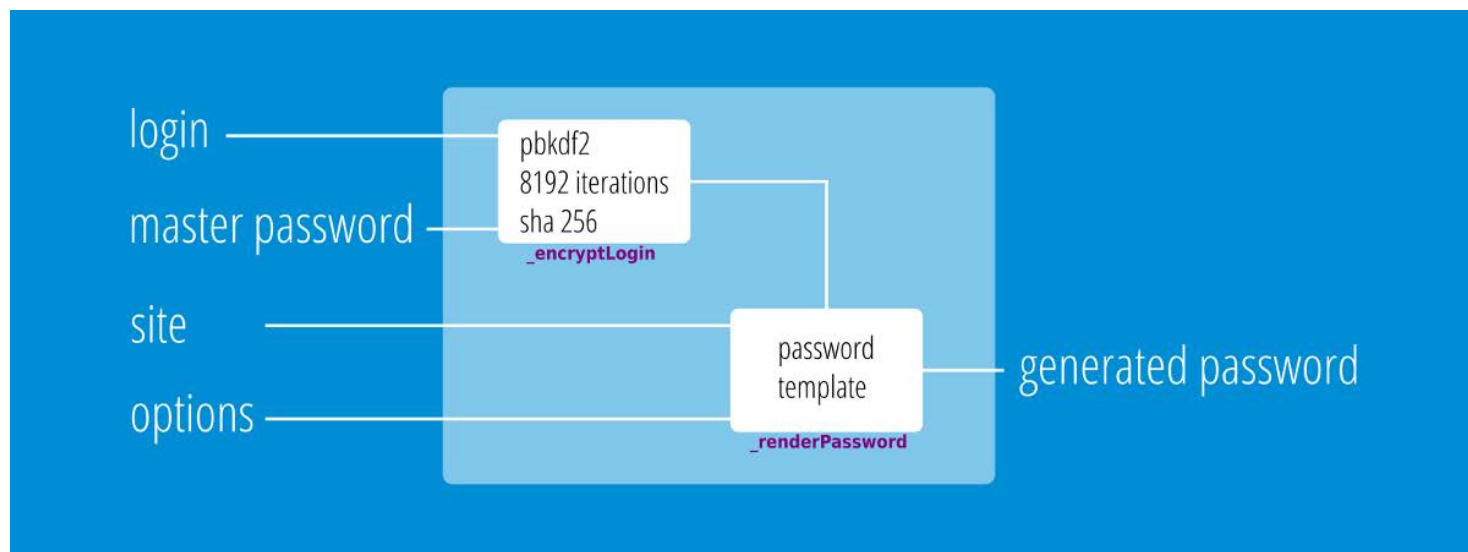 login
master password
site
options
pbkdf2
8192 iterations
sha 256
_encryptLogin
password
template
_renderPassword
generated password